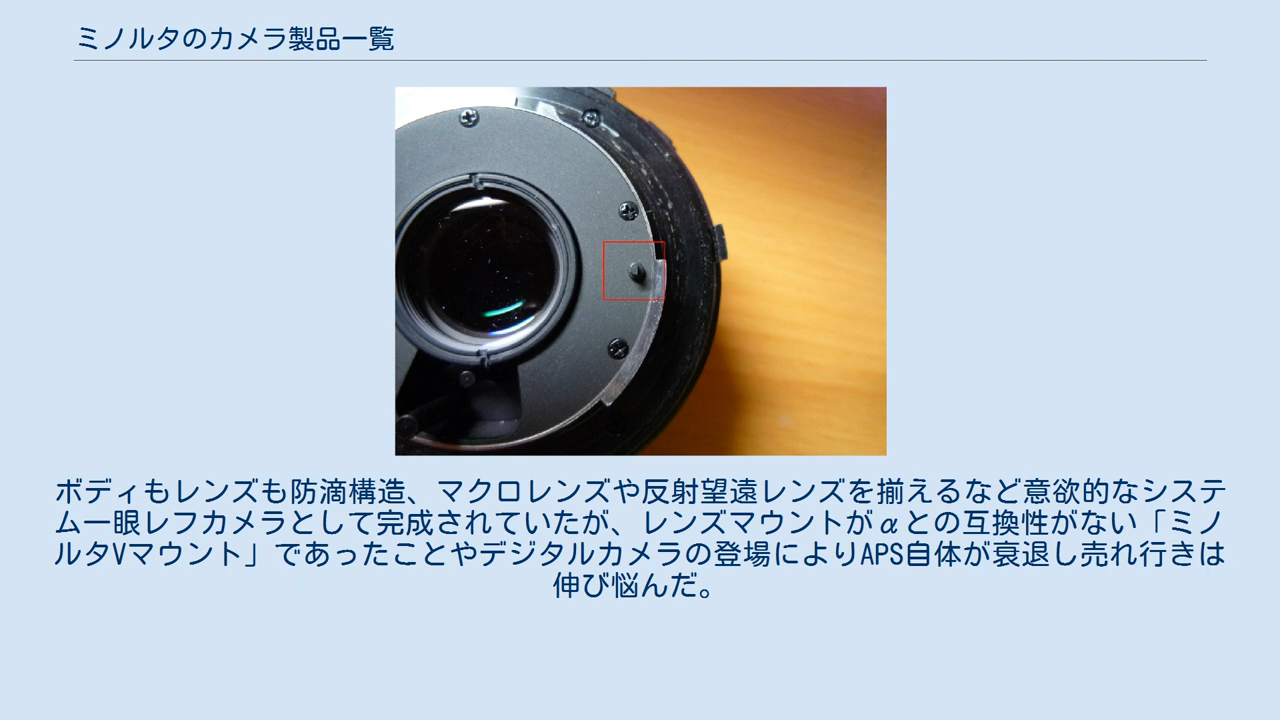 ミノルタのカメラ製品一覧
ボディもレンズも防滴構造、マクロレンズや反射望遠レンズを揃えるなど意欲的なシステ
ム一眼レフカメラとして完成されていたが、レンズマウントがαとの互換性がない「ミノ
ルタVマウント」であったことやデジタルカメラの登場によりAPS自体が衰退し売れ行きは
伸び悩んだ。